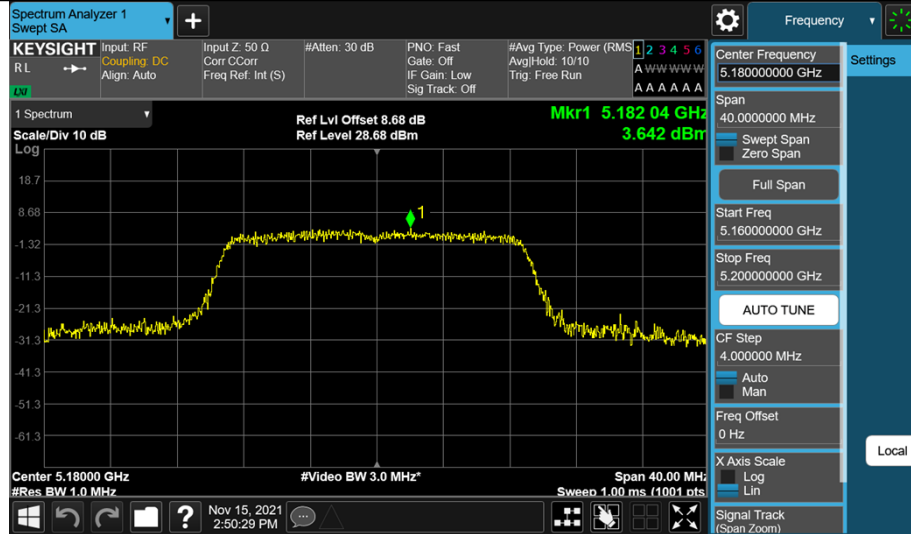 Spectrum Analyzer 1
Swept SA
+
Frequency
KEYSIGHT
RL
LXI
Input: RF
Coupling: DC
Align: Auto
Input Z: 50 Ω
Corr CCorr
Freq Ref: Int (S)
#Atten: 30 dB
PNO: Fast
Gate: Off
IF Gain: Low
Sig Track: Off
#Avg Type: Power (RMS
Avg|Hold: 10/10
Trig: Free Run
1 2 3 4 5 6
A W W W W W
A A A A A A
1 Spectrum
Scale/Div 10 dB
Log
Ref Lvl Offset 8.68 dB
Ref Level 28.68 dBm
Mkr1 5.182 04 GHz
3.642 dBm
18.7
8.68
-1.32
-11.3
-21.3
-31.3
-41.3
-51.3
-61.3
1
Center 5.18000 GHz
#Res BW 1.0 MHz
#Video BW 3.0 MHz*
Span 40.00 MHz
Sweep 1.00 ms (1001 pts
Nov 15, 2021
2:50:29 PM
?
Center Frequency
5.180000000 GHz
Settings
Span
40.0000000 MHz
Swept Span
Zero Span
Full Span
Start Freq
5.160000000 GHz
Stop Freq
5.200000000 GHz
AUTO TUNE
CF Step
4.000000 MHz
Auto
Man
Freq Offset
0 Hz
Local
X Axis Scale
Log
Lin
Signal Track
(Span Zoom)